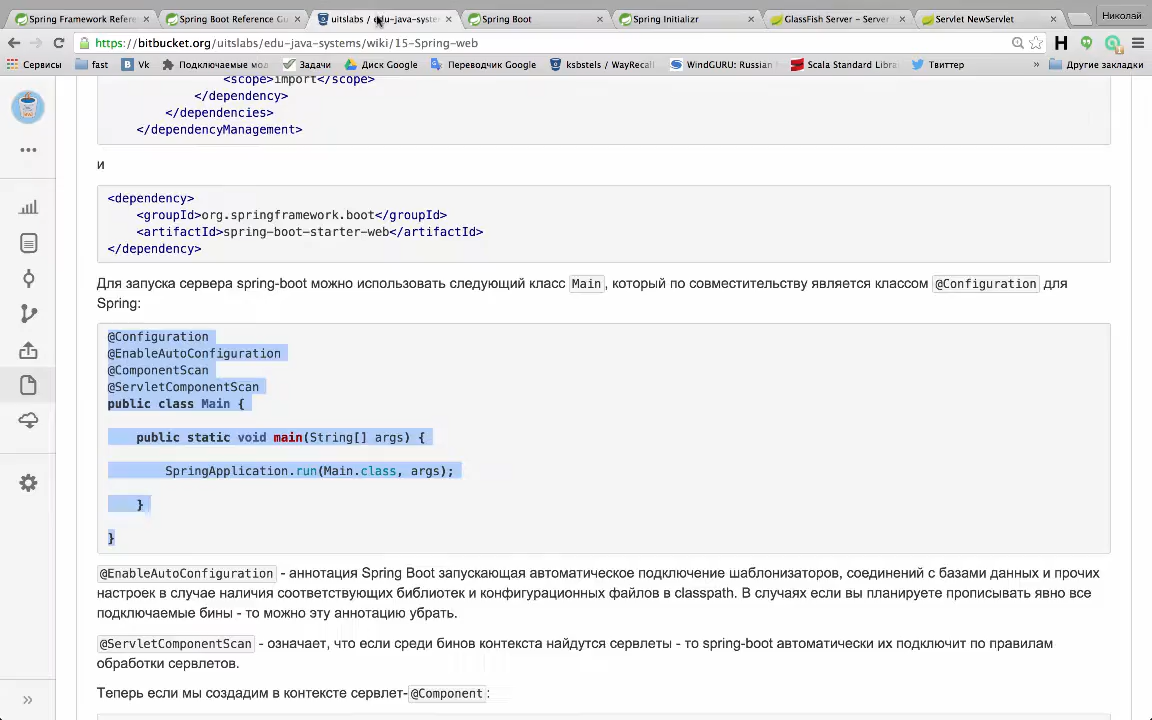 Spring Framework Refere
Spring Boot Reference Gu
uitslabs / edu-java-system
Spring Boot
Spring Initializr
GlassFish Server – Server
Servlet NewServlet
Николай
https://bitbucket.org/uitslabs/edu-java-systems/wiki/15-Spring-web
Сервисы
fast
Vk
Подключаемые мод
Задачи
Диск Google
Переводчик Google
ksbstels / WayRecall
WindGURU: Russian
Scala Standard Libra
Твиттер
»
Другие закладки
<scope>import</scope>
</dependency>
</dependencies>
</dependencyManagement>
и
<dependency>
<groupId>org.springframework.boot</groupId>
<artifactId>spring-boot-starter-web</artifactId>
</dependency>
Для запуска сервера spring-boot можно использовать следующий класс Main, который по совместительству является классом @Configuration для
Spring:
@Configuration
@EnableAutoConfiguration
@ComponentScan
@ServletComponentScan
public class Main {
public static void main(String[] args) {
SpringApplication.run(Main.class, args);
}
}
@EnableAutoConfiguration - аннотация Spring Boot запускающая автоматическое подключение шаблонизаторов, соединений с базами данных и прочих
настроек в случае наличия соответствующих библиотек и конфигурационных файлов в classpath. В случаях если вы планируете прописывать явно все
подключаемые бины - то можно эту аннотацию убрать.
@ServletComponentScan - означает, что если среди бинов контекста найдутся сервлеты - то spring-boot автоматически их подключит по правилам
обработки сервлетов.
Теперь если мы создадим в контексте сервлет-@Component: